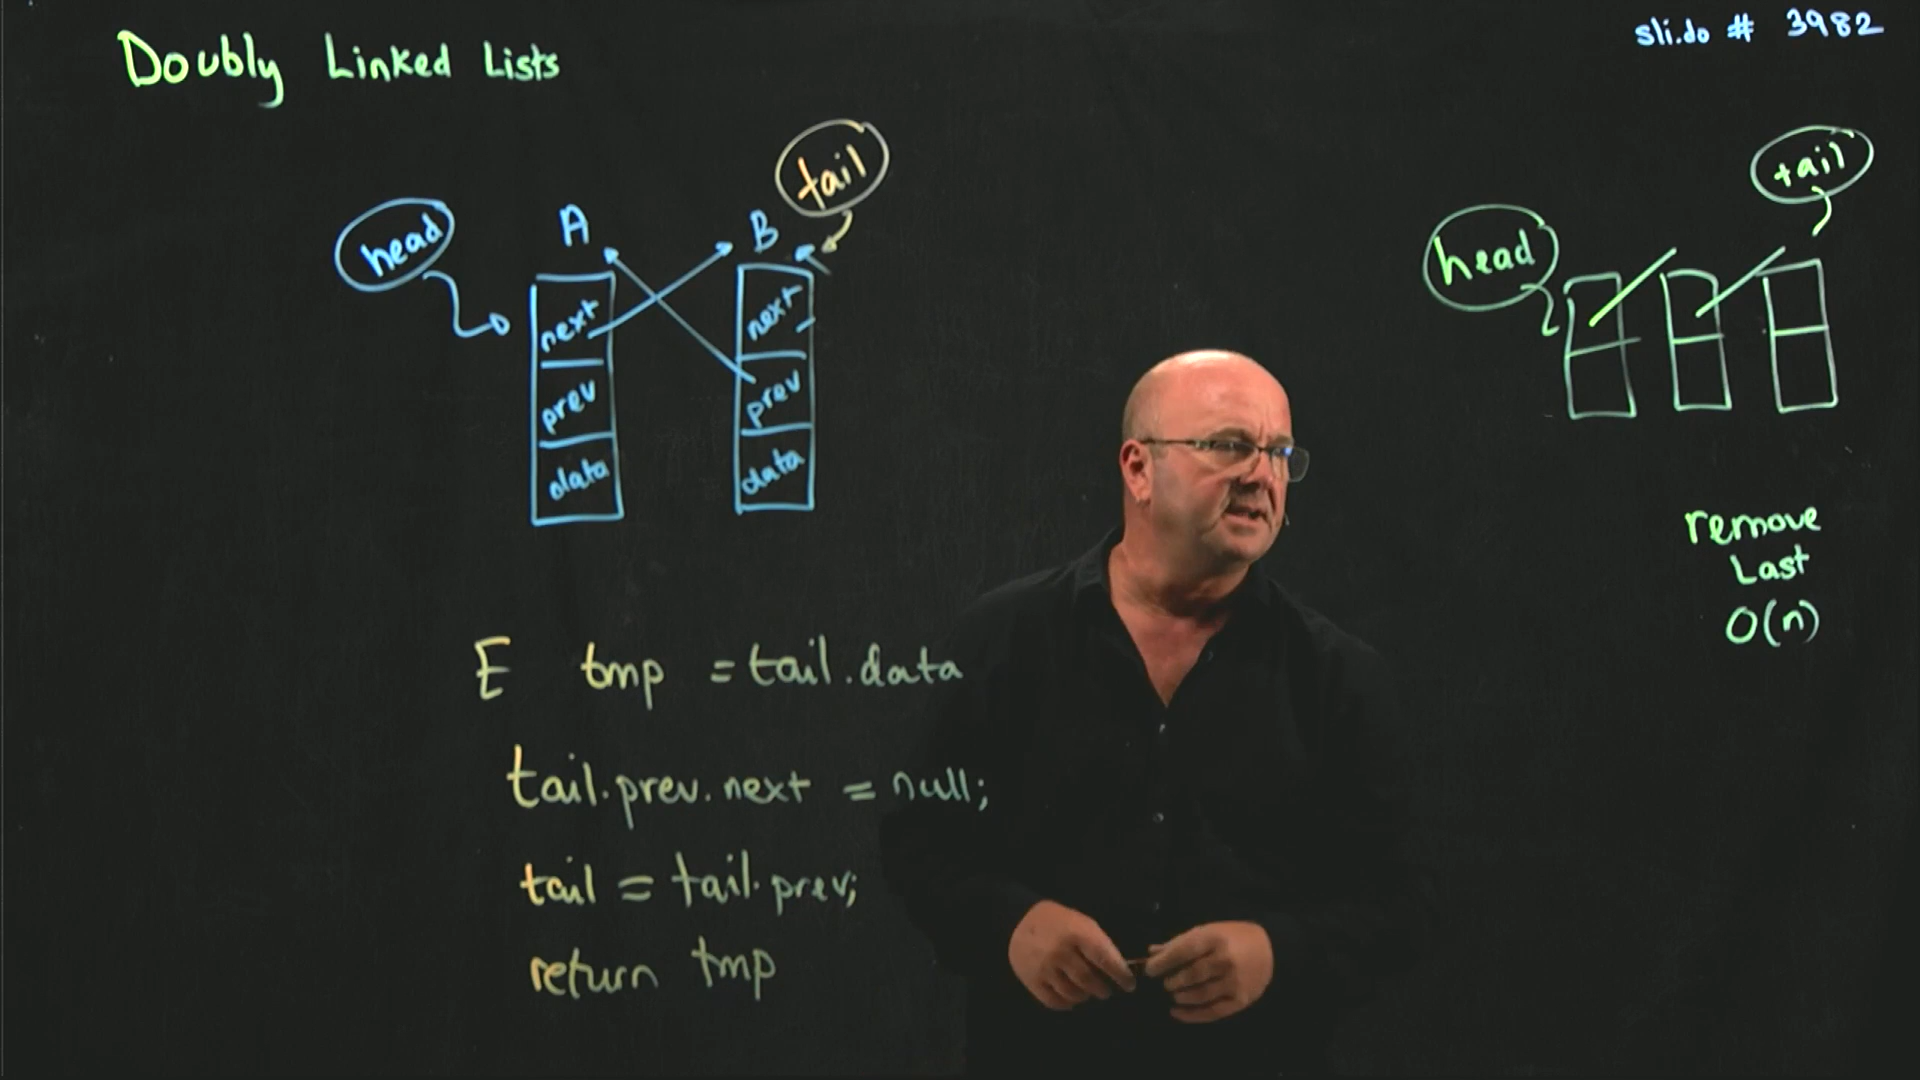 Doubly Linked Lists
sli.do # 3982
head
A
B
tail
next
prev
data
next
prev
data
head
tail
remove
Last
O(n)
E tmp = tail.data
tail.prev.next = null;
tail = tail.prev;
return tmp